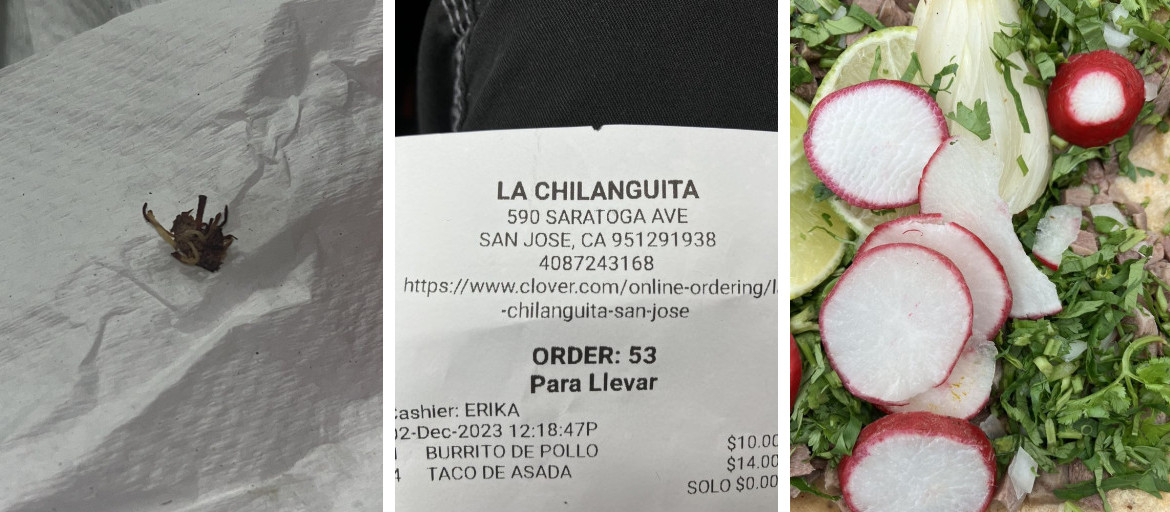 LA CHILANGUITA
590 SARATOGA AVE
SAN JOSE, CA 951291938
4087243168
https://www.clover.com/online-ordering/
-chilanguita-san-jose
ORDER: 53
Para Llevar
Cashier: ERIKA
02-Dec-2023 12:18:47P
BURRITO DE POLLO $10.00
4 TACO DE ASADA $14.00
SOLO $0.00